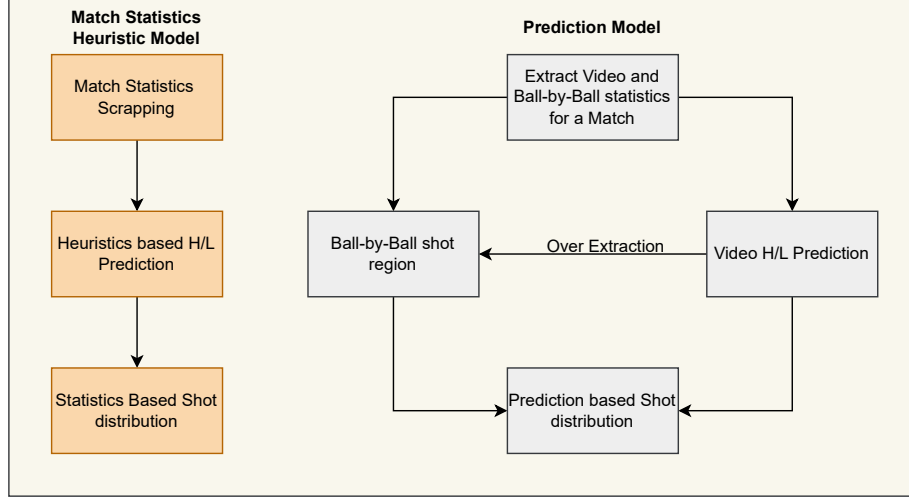 Match Statistics
Heuristic Model
Match Statistics
Scrapping
Heuristics based H/L
Prediction
Statistics Based Shot
distribution
Prediction Model
Extract Video and
Ball-by-Ball statistics
for a Match
Ball-by-Ball shot
region
Over Extraction
Video H/L Prediction
Prediction based Shot
distribution